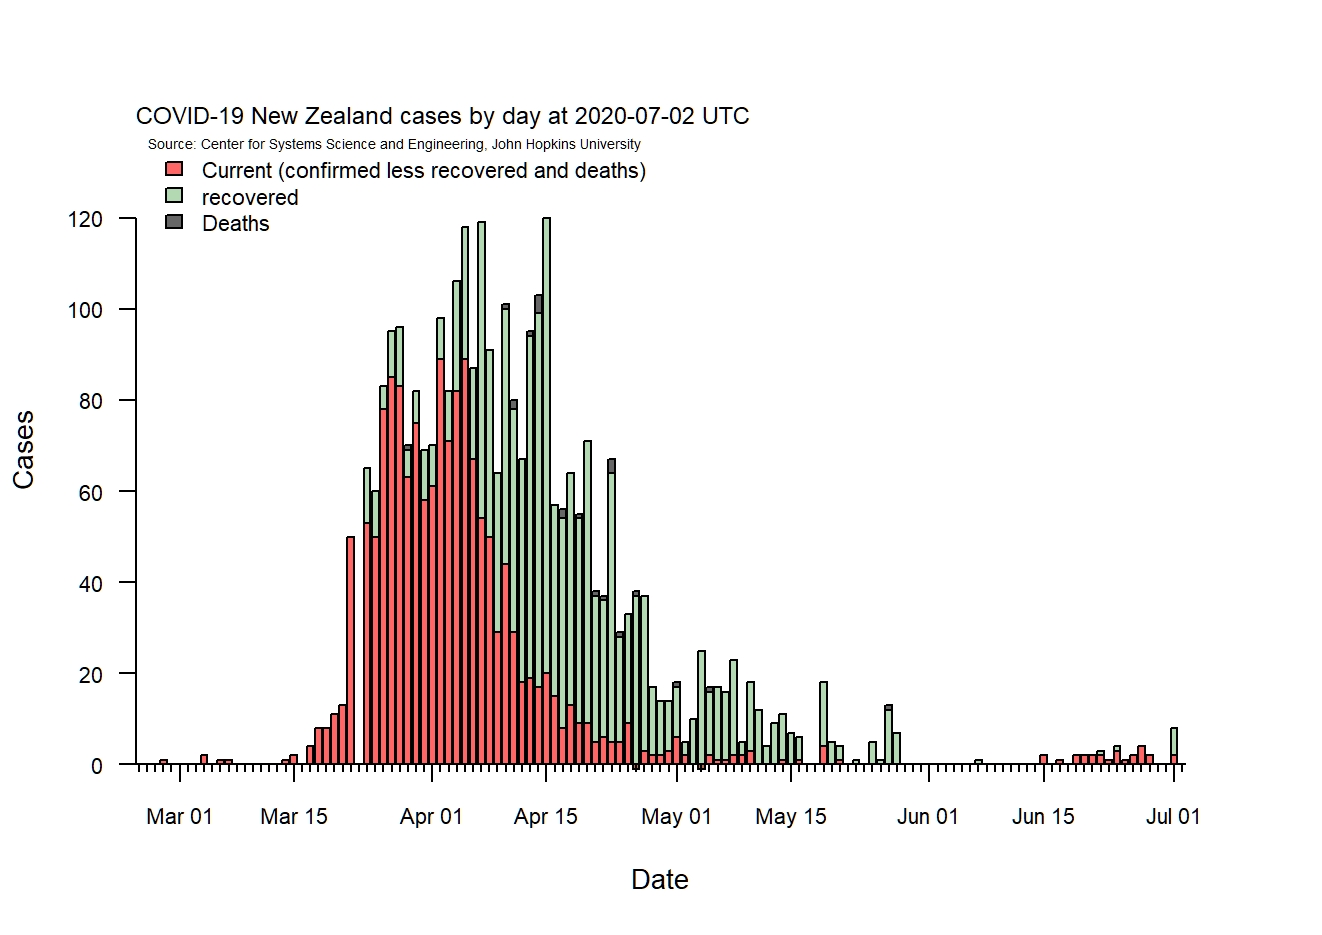 COVID-19 New Zealand cases by day at 2020-07-02 UTC
Source: Center for Systems Science and Engineering, John Hopkins University
Current (confirmed less recovered and deaths)
recovered
Deaths
120
100
80
60
40
20
0
Cases
Mar 01 Mar 15 Apr 01 Apr 15 May 01 May 15 Jun 01 Jun 15 Jul 01
Date